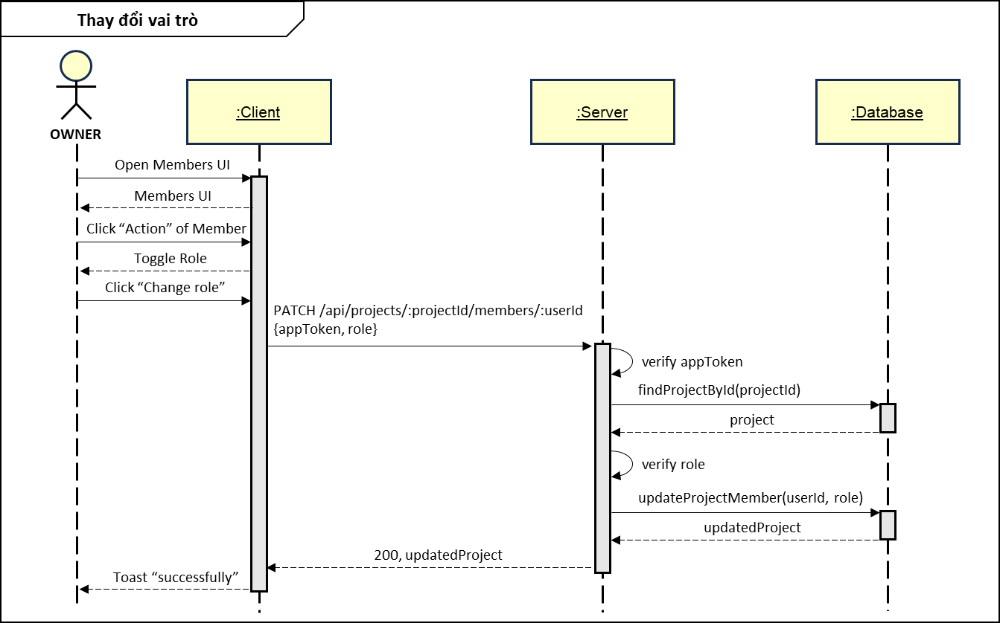 Thay đổi vai trò
OWNER
:Client
:Server
:Database
Open Members UI
Members UI
Click “Action” of Member
Toggle Role
Click “Change role”
PATCH /api/projects/:projectId/members/:userId
{appToken, role}
verify appToken
findProjectById(projectId)
project
verify role
updateProjectMember(userId, role)
updatedProject
200, updatedProject
Toast “successfully”